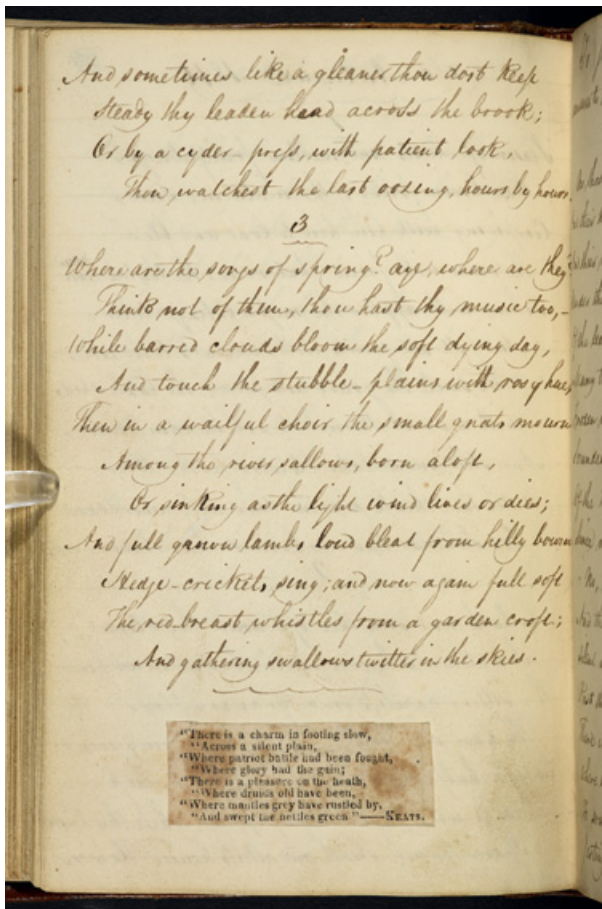 And sometimes like a gleaner thou dost keep
Steady thy leaden head across the brook;
Or by a cyder-press, with patient look,
Thou watchest the last oozing, hours by hours.
3
Where are the songs of spring? aye, where are they?
Think not of them, thou hast thy music too,-
While barred clouds bloom the soft dying day,
And touch the stubble-plains with rosy hue,
Then in a wailful choir the small gnats mourn
Among the river sallows, born aloft,
Or sinking as the light wind lives or dies;
And full grown lambs loud bleat from hilly bourn
Hedge-crickets sing; and now again full soft
The red-breast whistles from a garden croft;
And gathering swallows twitter in the skies.
"There is a charm in footing slow,
"Across a silent plain,
"Where patriot battle had been fought,
"Where glory had the gain;
"There is a pleasure on the heath,
"Where druids old have been,
"Where mantles grey have rustled by,
"And swept the nettles green."——KEATS.